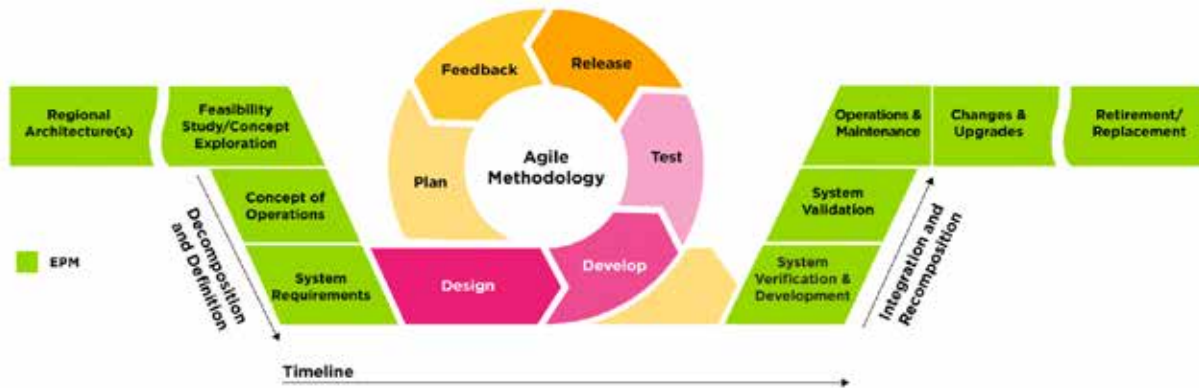 Regional
Architecture(s)
Feasibility
Study/Concept
Exploration
Concept of
Operations
System
Requirements
Decomposition
and Definition
EPM
Feedback
Release
Plan
Agile
Methodology
Test
Design
Develop
Operations &
Maintenance
Changes &
Upgrades
Retirement/
Replacement
System
Validation
System
Verification &
Development
Integration and
Recomposition
Timeline